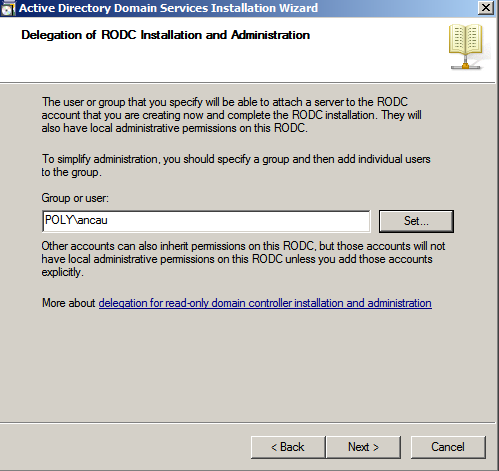 Active Directory Domain Services Installation Wizard
Delegation of RODC Installation and Administration
The user or group that you specify will be able to attach a server to the RODC
account that you are creating now and complete the RODC installation. They will
also have local administrative permissions on this RODC.
To simplify administration, you should specify a group and then add individual users
to the group.
Group or user:
POLY\ancau
Set...
Other accounts can also inherit permissions on this RODC, but those accounts will not
have local administrative permissions on this RODC unless you add those accounts
explicitly.
More about delegation for read-only domain controller installation and administration
< Back
Next >
Cancel